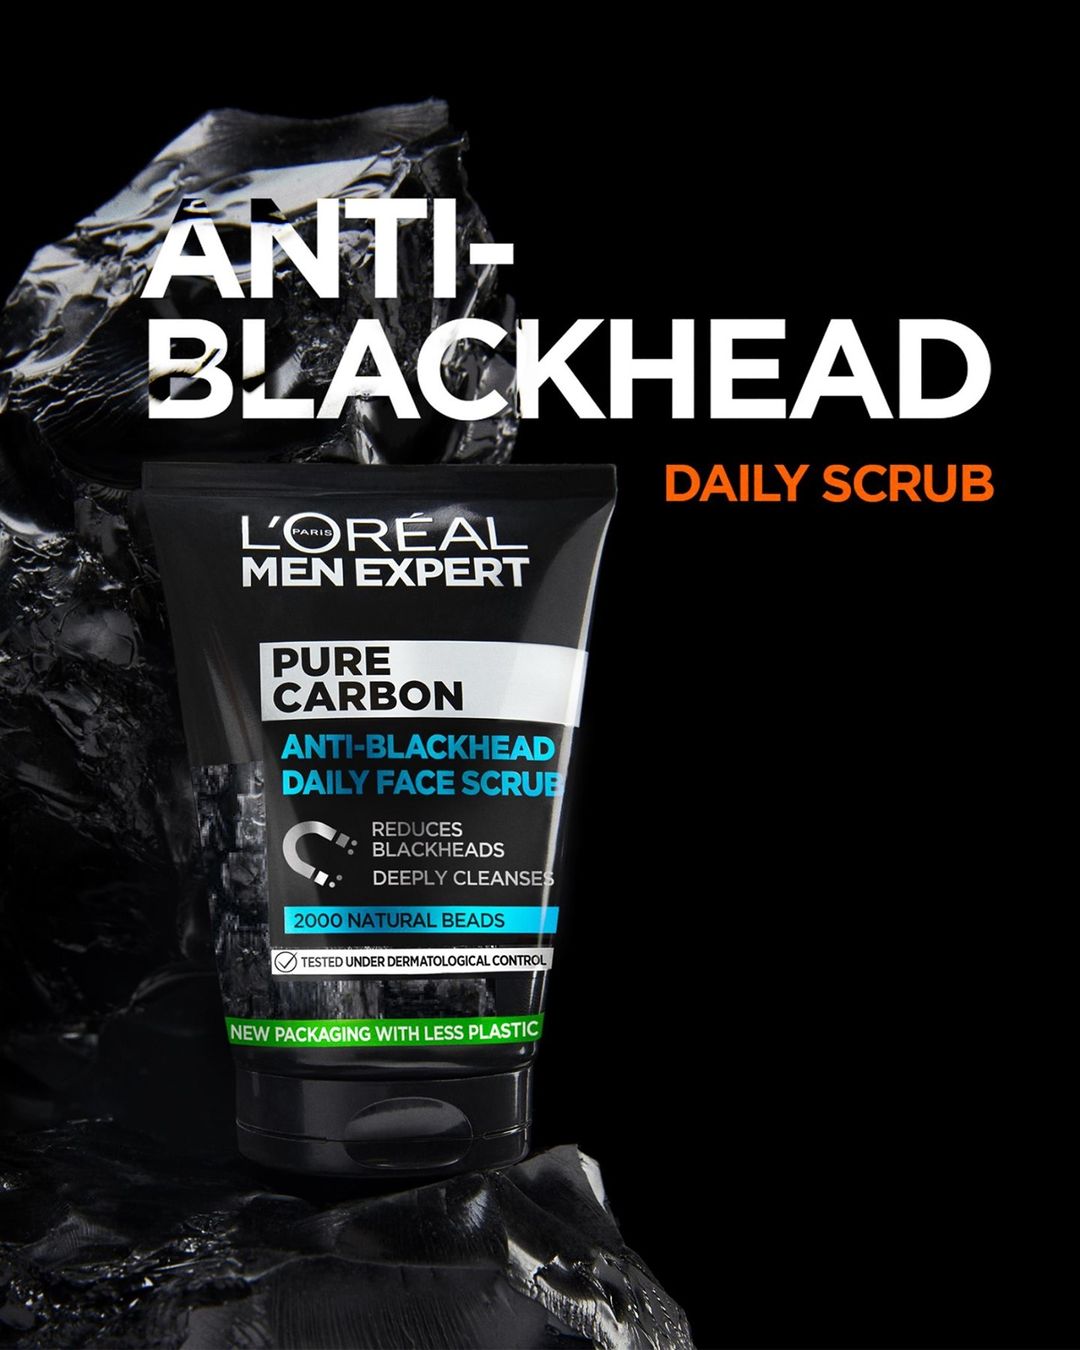 ANTI-
BLACKHEAD
DAILY SCRUB
L'ORÉAL
PARIS
MEN EXPERT
PURE
CARBON
ANTI-BLACKHEAD
DAILY FACE SCRUB
REDUCES
BLACKHEADS
DEEPLY CLEANSES
2000 NATURAL BEADS
TESTED UNDER DERMATOLOGICAL CONTROL
NEW PACKAGING WITH LESS PLASTIC